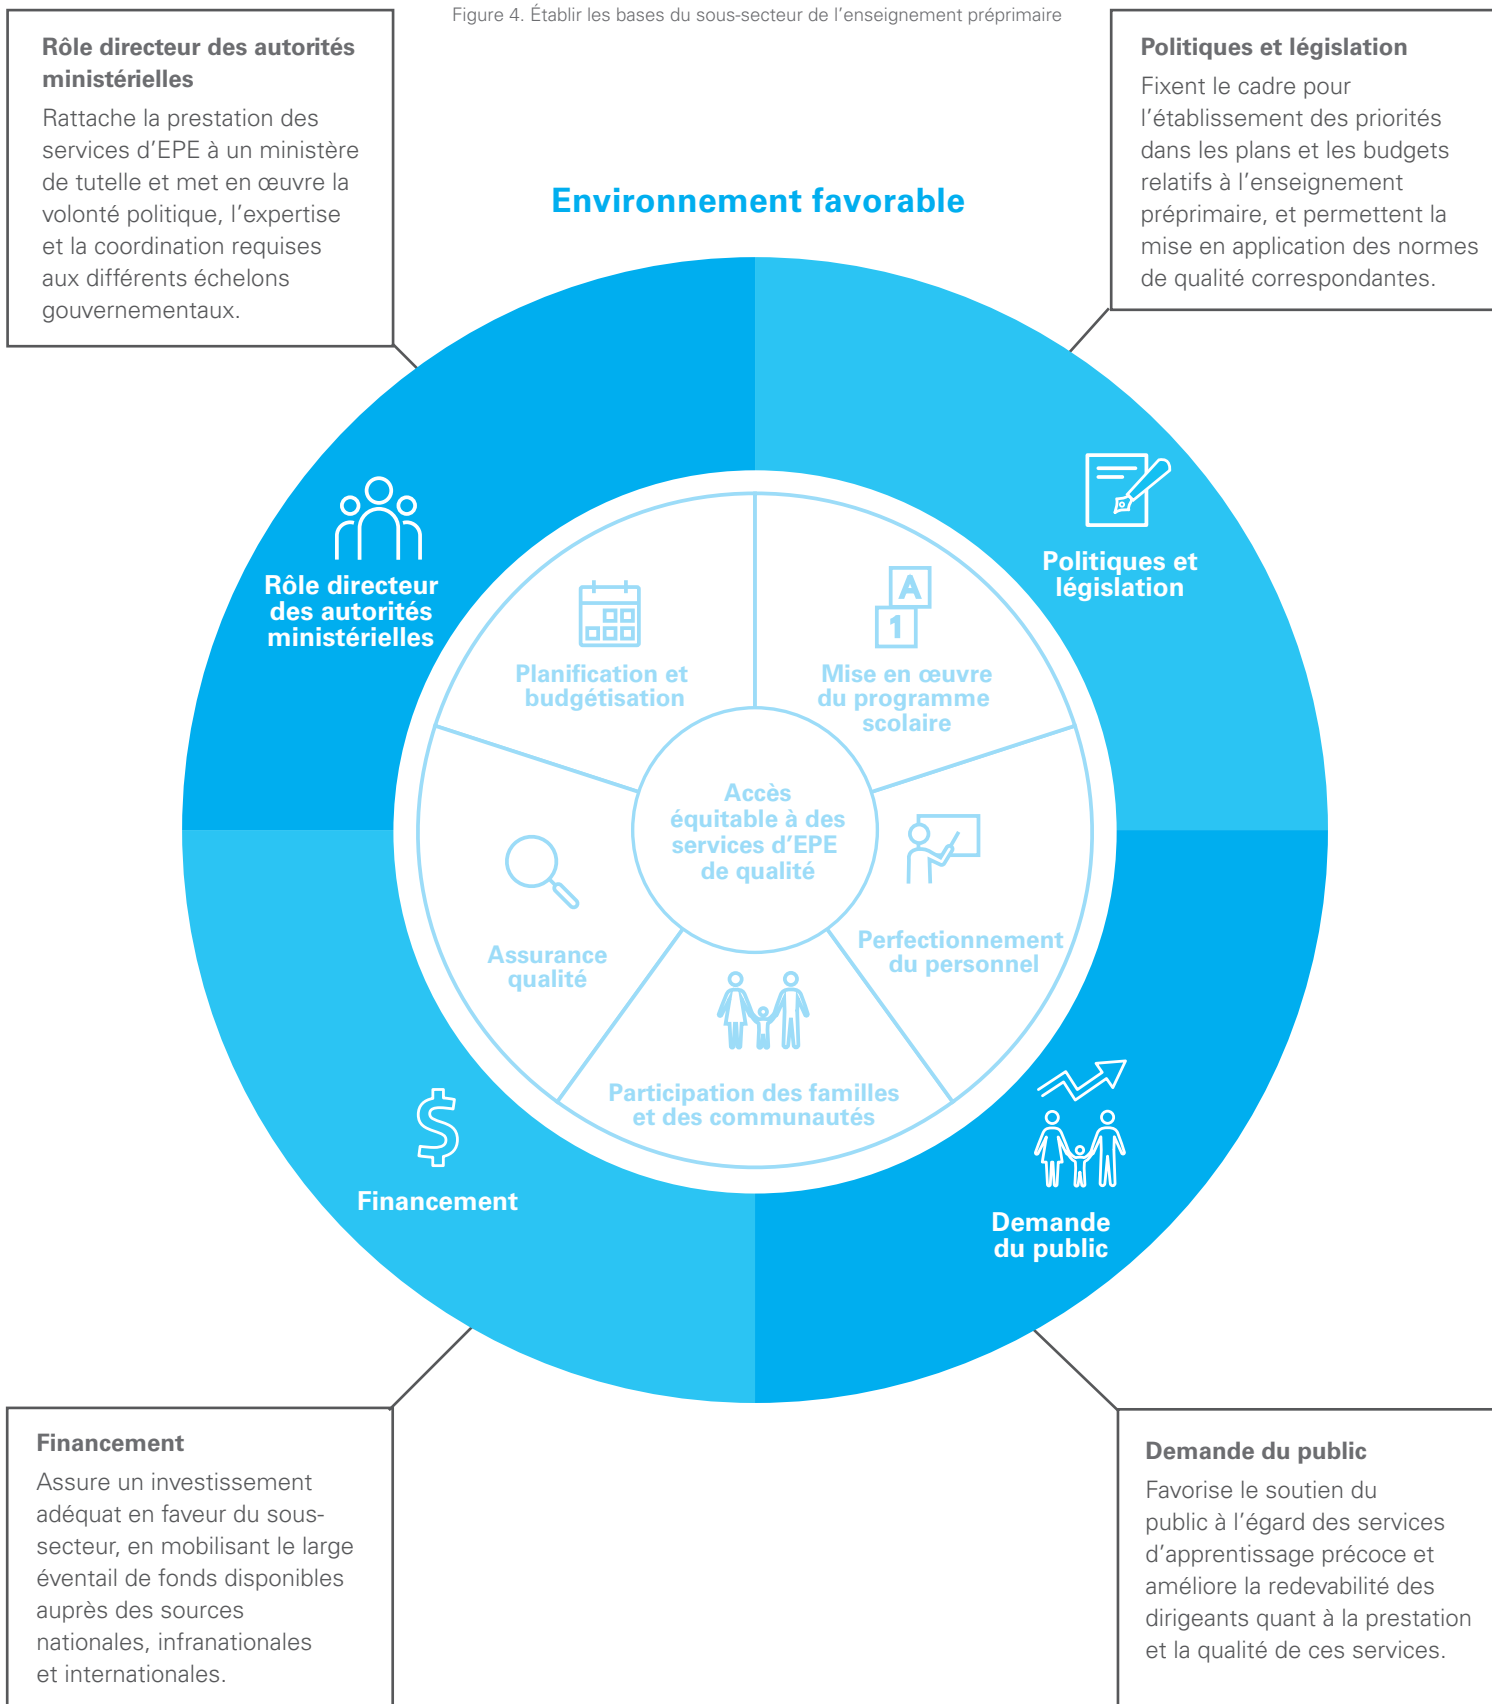 Figure 4. Établir les bases du sous-secteur de l’enseignement préprimaire
Rôle directeur des autorités
ministérielles
Rattache la prestation des
services d’EPE à un ministère
de tutelle et met en œuvre la
volonté politique, l’expertise
et la coordination requises
aux différents échelons
gouvernementaux.
Politiques et législation
Fixent le cadre pour
l’établissement des priorités
dans les plans et les budgets
relatifs à l’enseignement
préprimaire, et permettent la
mise en application des normes
de qualité correspondantes.
Environnement favorable
Rôle directeur
des autorités
ministérielles
Politiques et
législation
Planification et
budgétisation
A
1
Mise en œuvre
du programme
scolaire
Accès
équitable à des
services d’EPE
de qualité
Assurance
qualité
Perfectionnement
du personnel
Participation des familles
et des communautés
$
Financement
Demande
du public
Financement
Assure un investissement
adéquat en faveur du sous-
secteur, en mobilisant le large
éventail de fonds disponibles
auprès des sources
nationales, infranationales
et internationales.
Demande du public
Favorise le soutien du
public à l’égard des services
d’apprentissage précoce et
améliore la redevabilité des
dirigeants quant à la prestation
et la qualité de ces services.